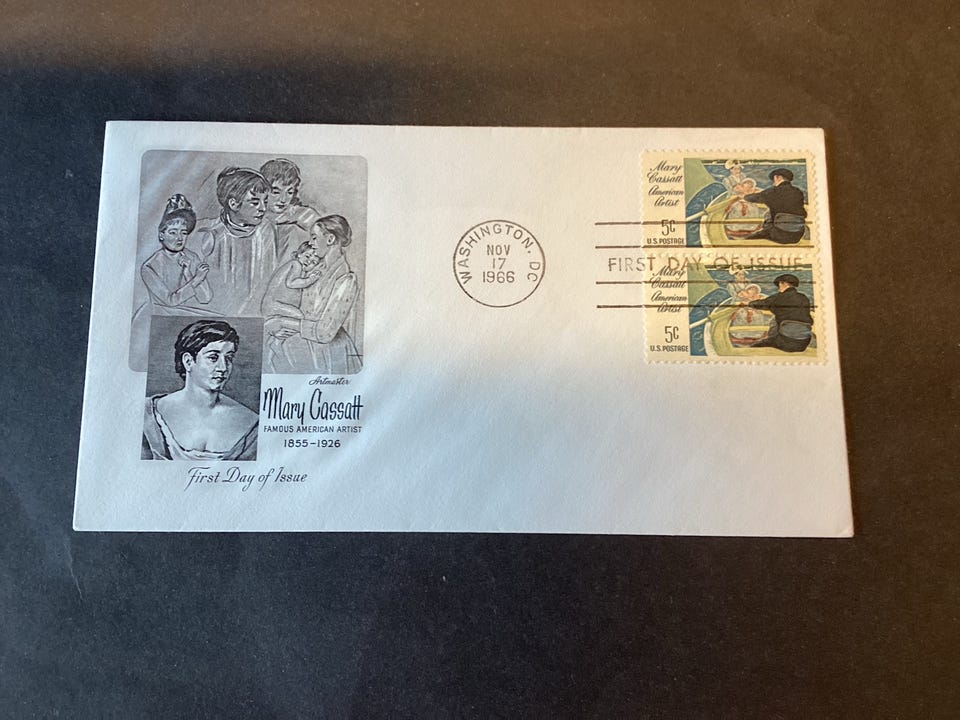 Artmaster
Mary Cassatt
FAMOUS AMERICAN ARTIST
1855-1926
First Day of Issue
WASHINGTON, DC
NOV
17
1966
Mary
Cassatt
American
Artist
5c
U.S. POSTAGE
FIRST DAY OF ISSUE
Mary
Cassatt
American
Artist
5c
U.S. POSTAGE